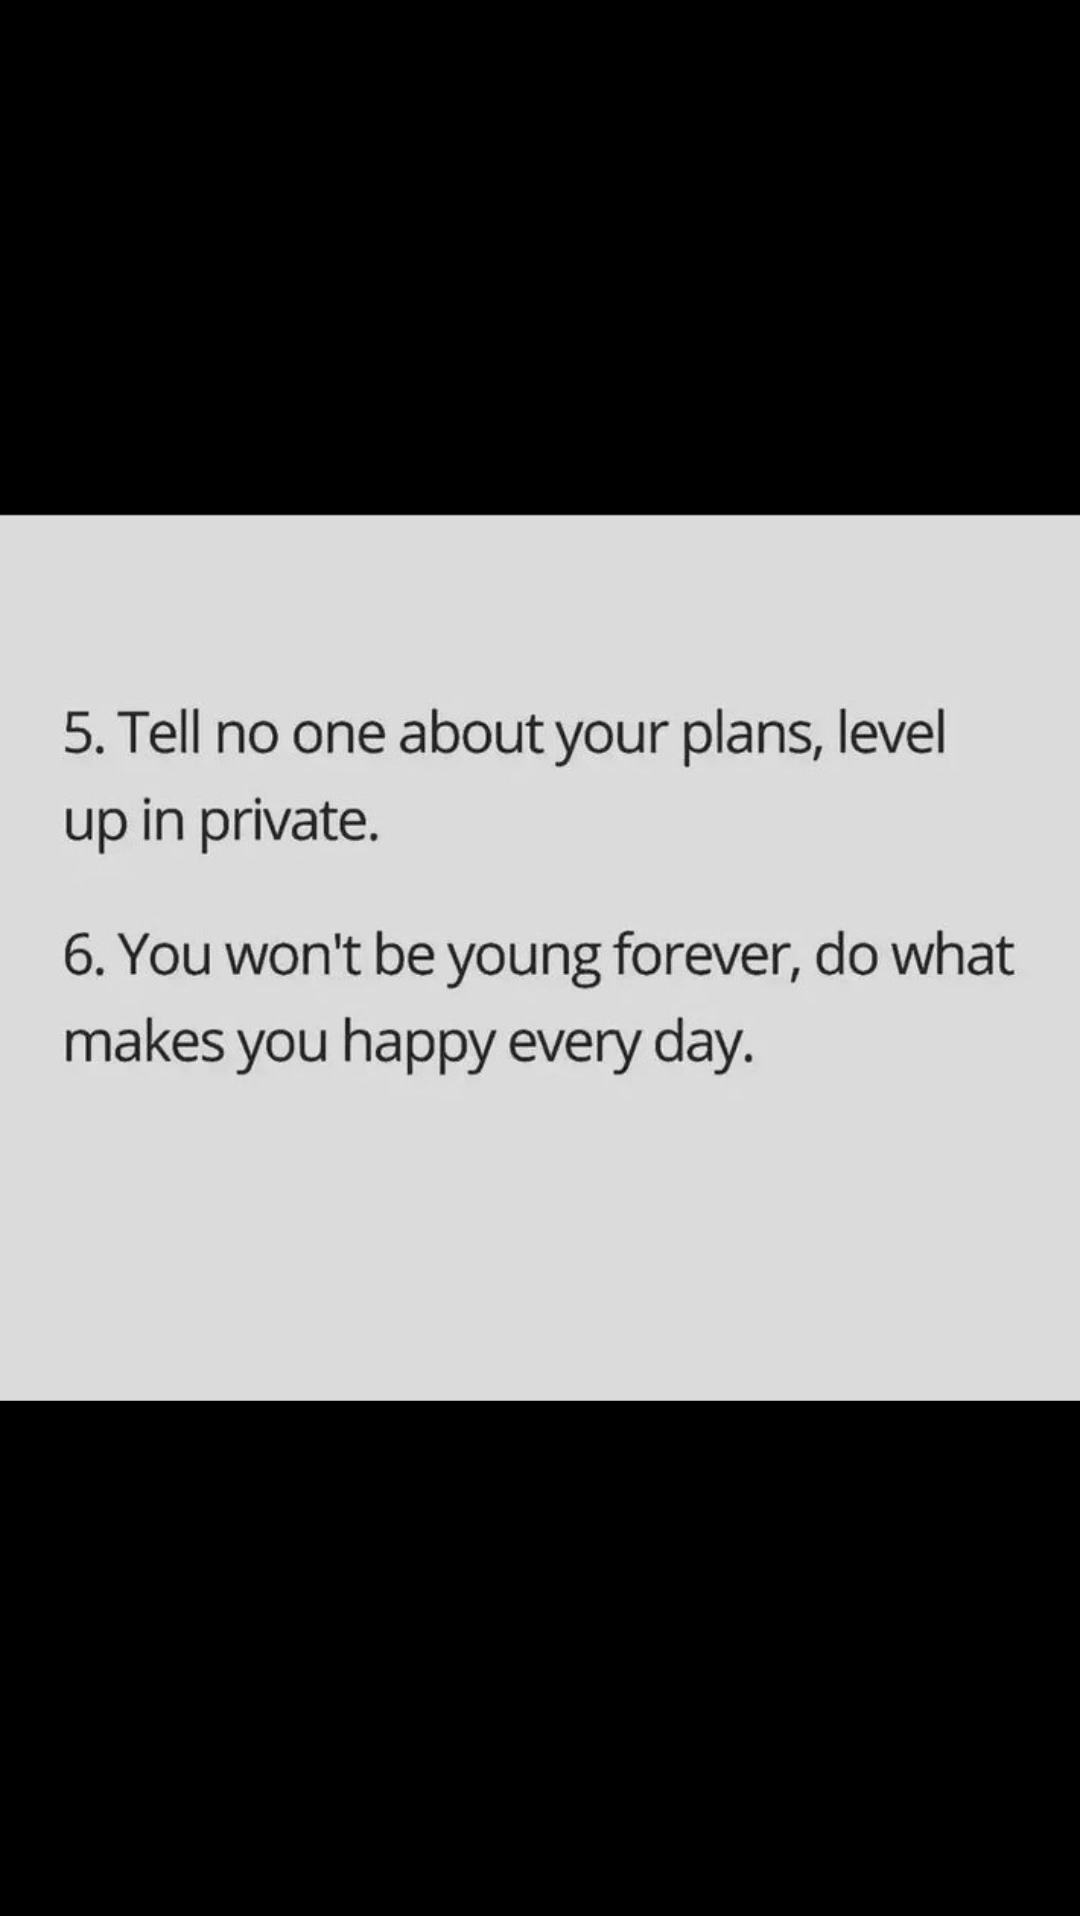 5. Tell no one about your plans, level
up in private.
6. You won't be young forever, do what
makes you happy every day.